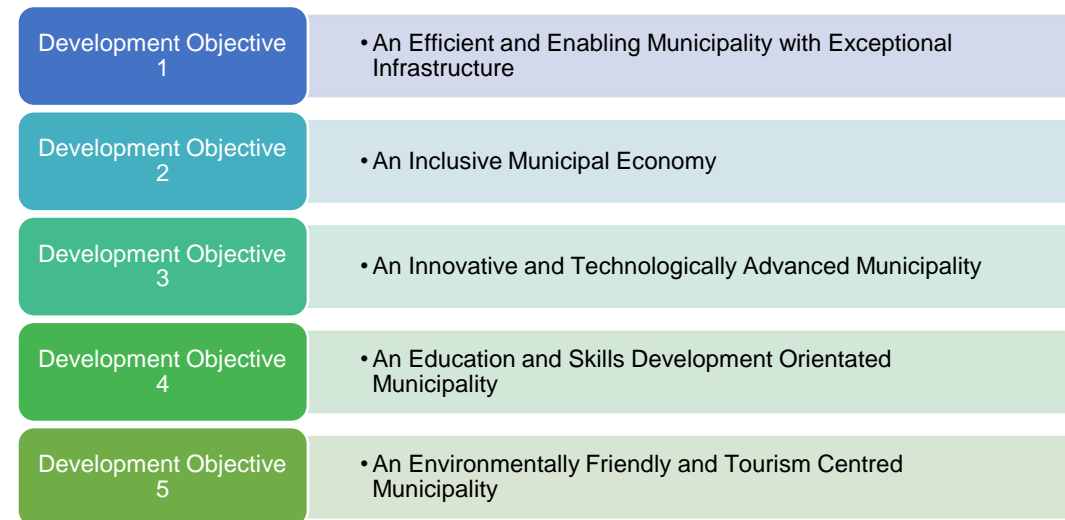 Development Objective
1
• An Efficient and Enabling Municipality with Exceptional
Infrastructure
Development Objective
2
• An Inclusive Municipal Economy
Development Objective
3
• An Innovative and Technologically Advanced Municipality
Development Objective
4
• An Education and Skills Development Orientated
Municipality
Development Objective
5
• An Environmentally Friendly and Tourism Centred
Municipality